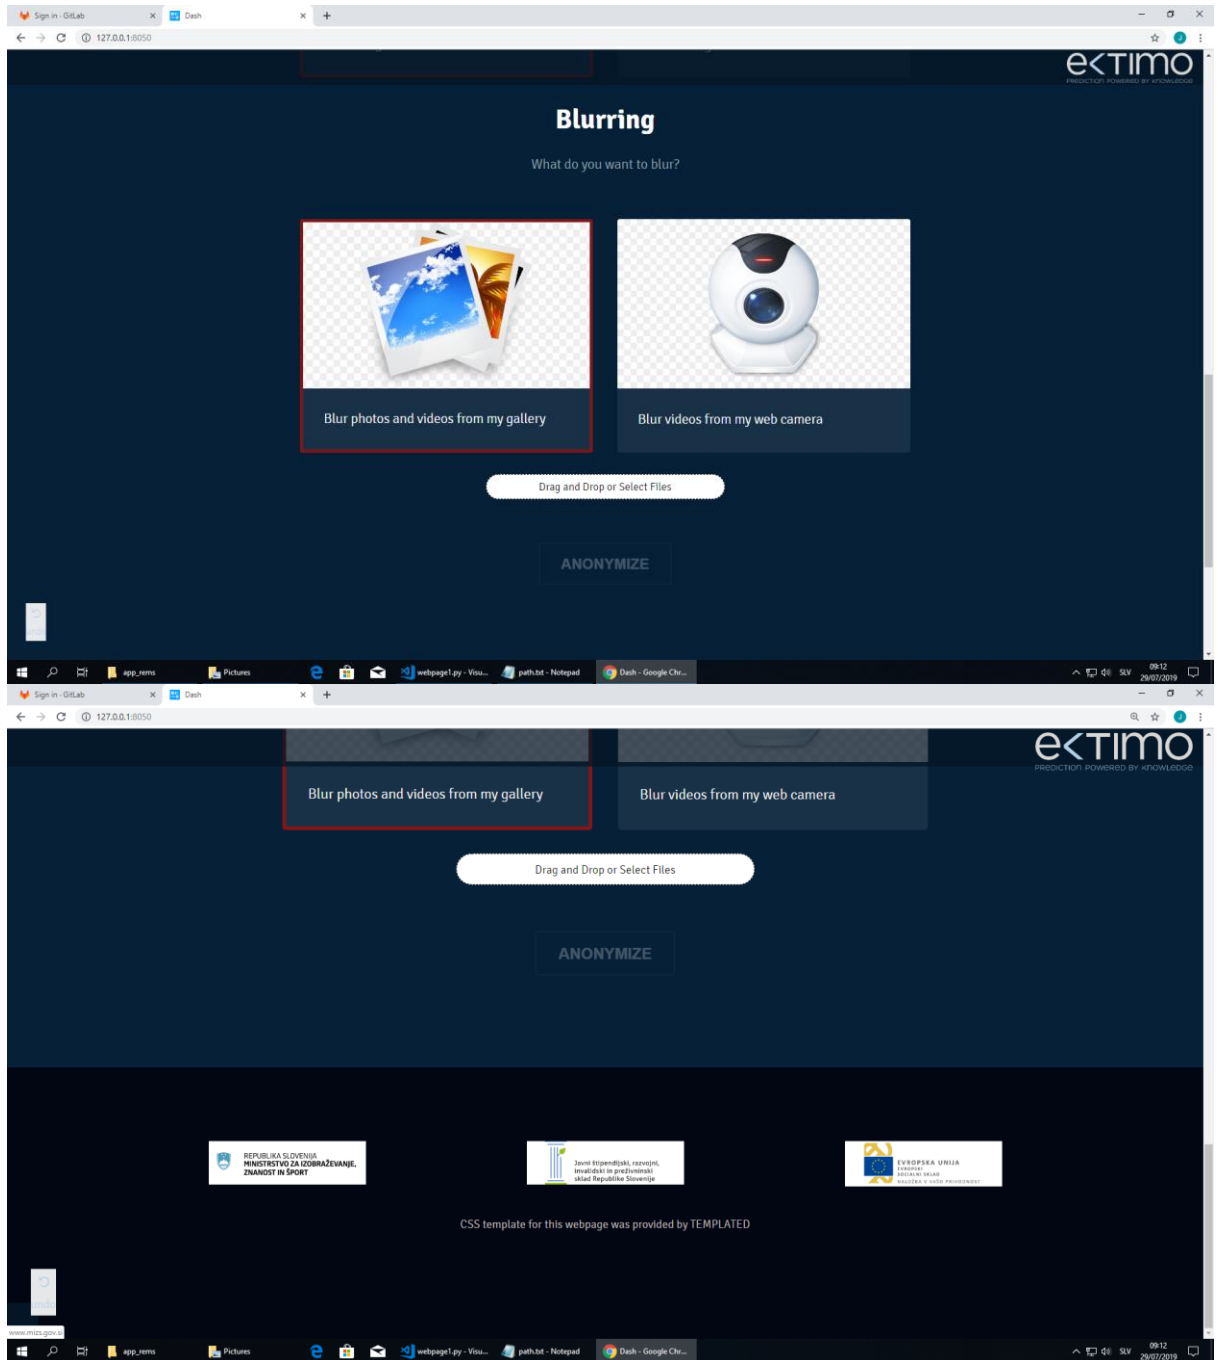 Sign in - GitLab
Dash
127.0.0.1:8050
e<TIMO
PREDICTION POWERED BY KNOWLEDGE
Blurring
What do you want to blur?
Blur photos and videos from my gallery
Blur videos from my web camera
Drag and Drop or Select Files
ANONYMIZE
app_rems
Pictures
webpage1.py - Visu...
path.txt - Notepad
Dash - Google Chr...
SLV
09:12
29/07/2019
Sign in - GitLab
Dash
127.0.0.1:8050
e<TIMO
PREDICTION POWERED BY KNOWLEDGE
Blur photos and videos from my gallery
Blur videos from my web camera
Drag and Drop or Select Files
ANONYMIZE
REPUBLIKA SLOVENIJA
MINISTRSTVO ZA IZOBRAŽEVANJE,
ZNANOST IN ŠPORT
Javni štipendijski, razvojni,
invalidski in preživninski
sklad Republike Slovenije
EVROPSKA UNIJA
EVROPSKI
SOCIALNI SKLAD
NALOŽBA V VAŠO PRIHODNOST
CSS template for this webpage was provided by TEMPLATED
undo
www.mizs.gov.si
app_rems
Pictures
webpage1.py - Visu...
path.txt - Notepad
Dash - Google Chr...
SLV
09:12
29/07/2019